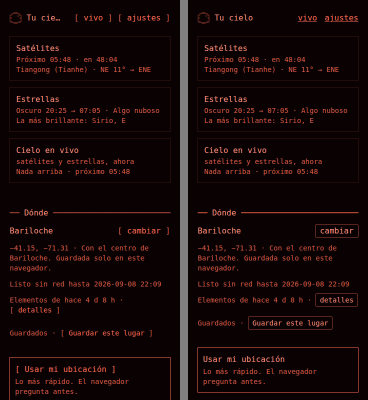 Tu cie… [ vivo ] [ ajustes ]
Satélites
Próximo 05:48 · en 48:04
Tiangong (Tianhe) · NE 11° → ENE
Estrellas
Oscuro 20:25 → 07:05 · Algo nuboso
La más brillante: Sirio, E
Cielo en vivo
satélites y estrellas, ahora
Nada arriba · próximo 05:48
Dónde
Bariloche [ cambiar ]
−41.15, −71.31 · Con el centro de
Bariloche. Guardada solo en este
navegador.
Listo sin red hasta 2026-09-08 22:09
Elementos de hace 4 d 8 h ·
[ detalles ]
Guardados · [ Guardar este lugar ]
[ Usar mi ubicación ]
Lo más rápido. El navegador
pregunta antes.
Tu cielo vivo ajustes
Satélites
Próximo 05:48 · en 48:04
Tiangong (Tianhe) · NE 11° → ENE
Estrellas
Oscuro 20:25 → 07:05 · Algo nuboso
La más brillante: Sirio, E
Cielo en vivo
satélites y estrellas, ahora
Nada arriba · próximo 05:48
Dónde
Bariloche cambiar
−41.15, −71.31 · Con el centro de
Bariloche. Guardada solo en este
navegador.
Listo sin red hasta 2026-09-08 22:09
Elementos de hace 4 d 8 h · detalles
Guardados · Guardar este lugar
Usar mi ubicación
Lo más rápido. El navegador
pregunta antes.